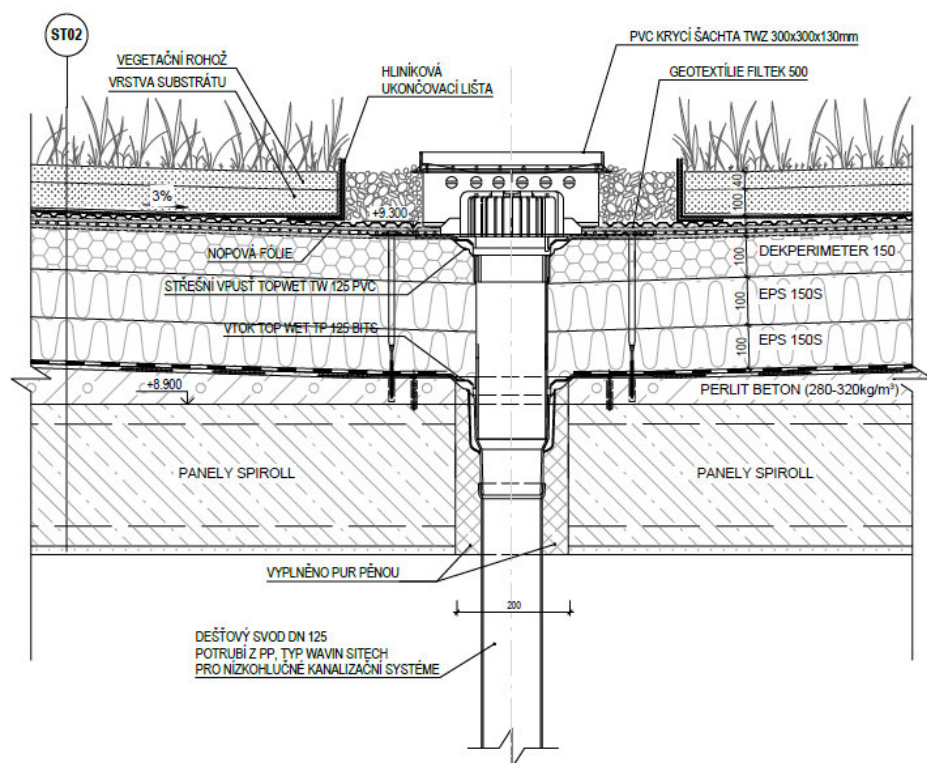 ST02
PVC KRYCÍ ŠACHTA TWZ 300x300x130mm
VEGETAČNÍ ROHOŽ
VRSTVA SUBSTRÁTU
HLINÍKOVÁ
UKONČOVACÍ LIŠTA
GEOTEXTÍLIE FILTEK 500
40
3%
100
+9.300
NOPOVÁ FÓLIE
100
DEKPERIMETER 150
STŘEŠNÍ VPUSŤ TOPWET TW 125 PVC
100
EPS 150S
VTOK TOP WET TP 125 BITS
100
EPS 150S
+8.900
PERLIT BETON (280-320kg/m³)
PANELY SPIROLL
PANELY SPIROLL
VYPLNĚNO PUR PĚNOU
200
DEŠŤOVÝ SVOD DN 125
POTRUBÍ Z PP, TYP WAVIN SITECH
PRO NÍZKOHLUČNÉ KANALIZAČNÍ SYSTÉME